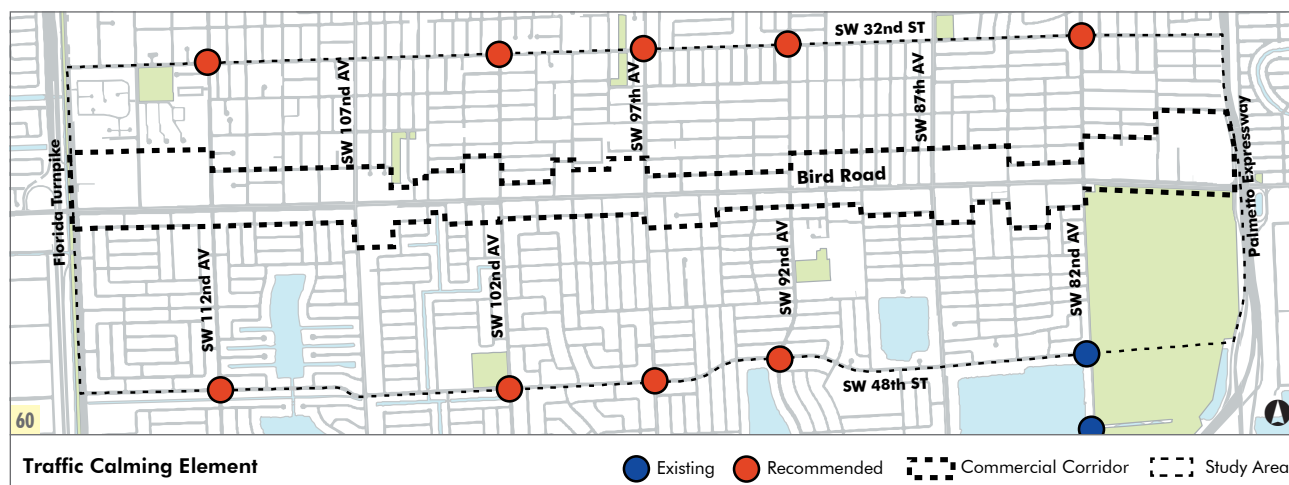 SW 32nd ST
SW 107nd AV
SW 97th AV
SW 87th AV
Palmetto Expressway
Florida Turnpike
Bird Road
SW 112nd AV
SW 102nd AV
SW 92nd AV
SW 82nd AV
SW 48th ST
60
Traffic Calming Element
Existing
Recommended
Commercial Corridor
Study Area